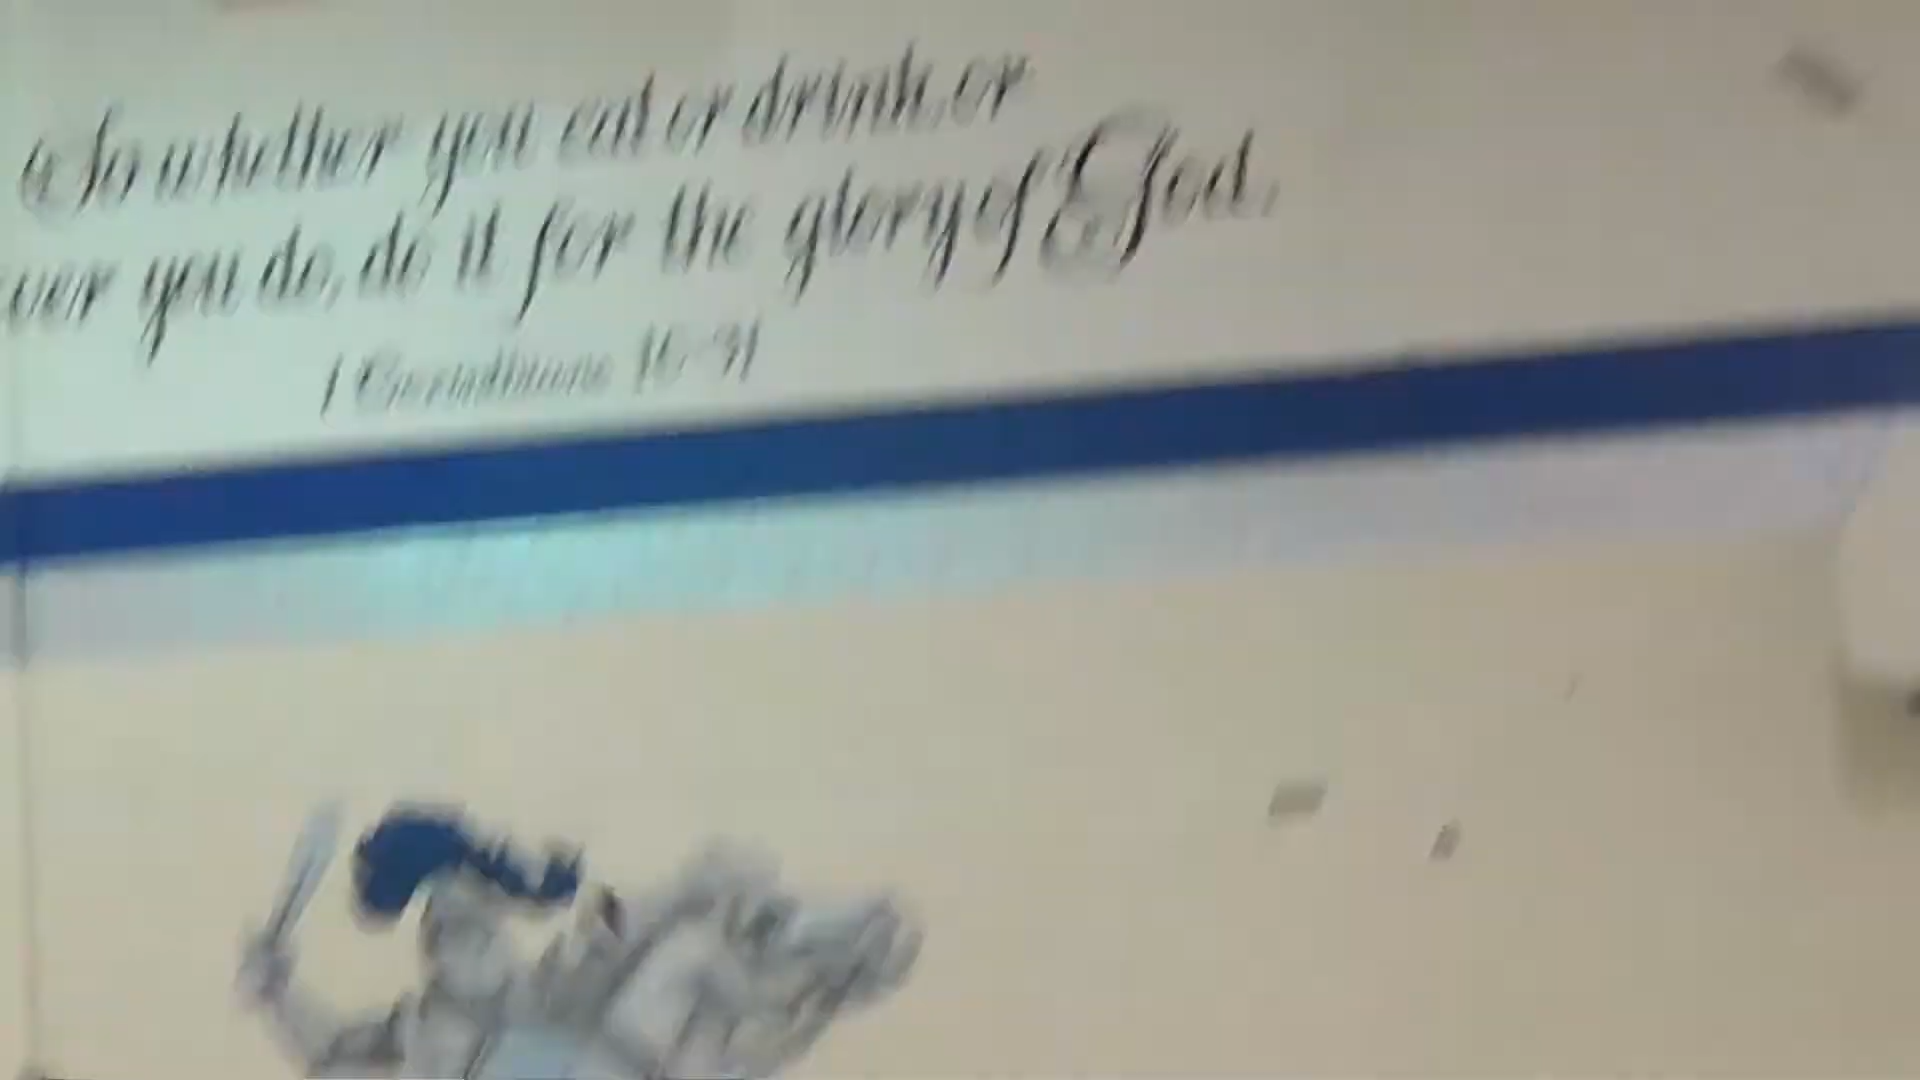 So whether you eat or drink, or
ver you do, do it for the glory of God.
1 Corinthians 10-31